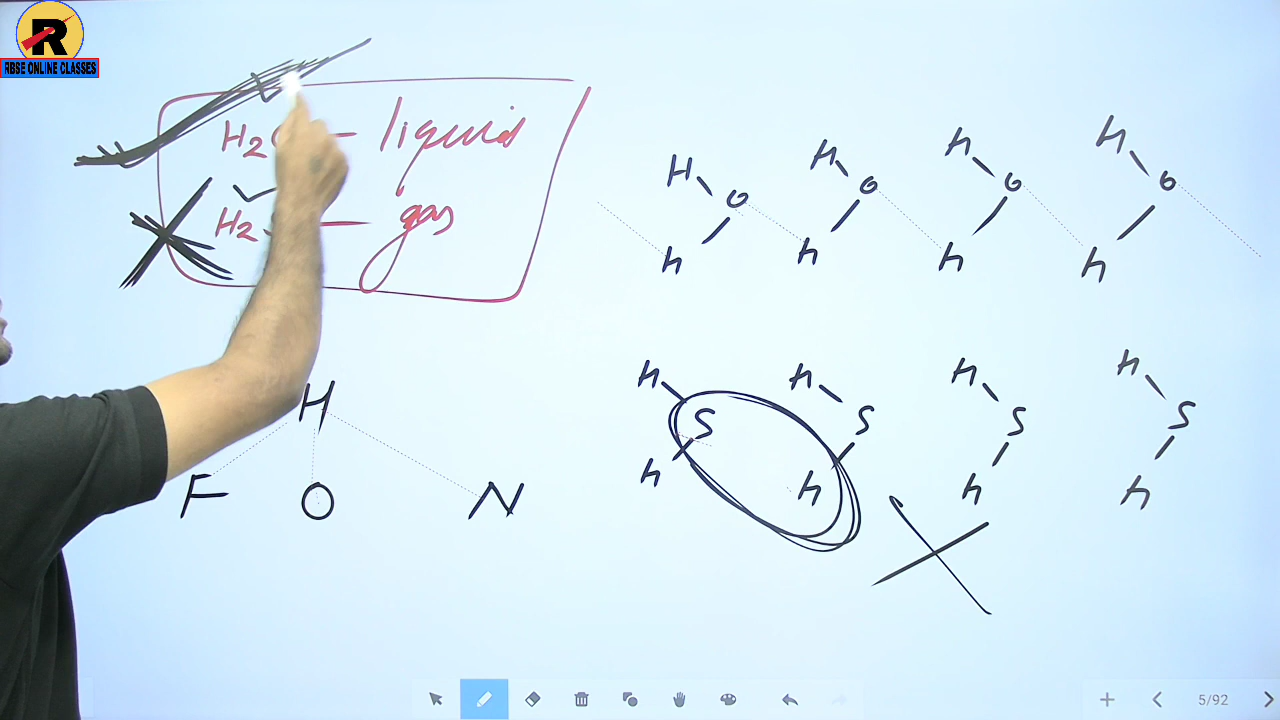 R
RBSE ONLINE CLASSES
H2O — liquid
H2S — gas
H
F O N
H H H H
O O O O
H H H H
H H H H
S S S S
H H H H
5/92